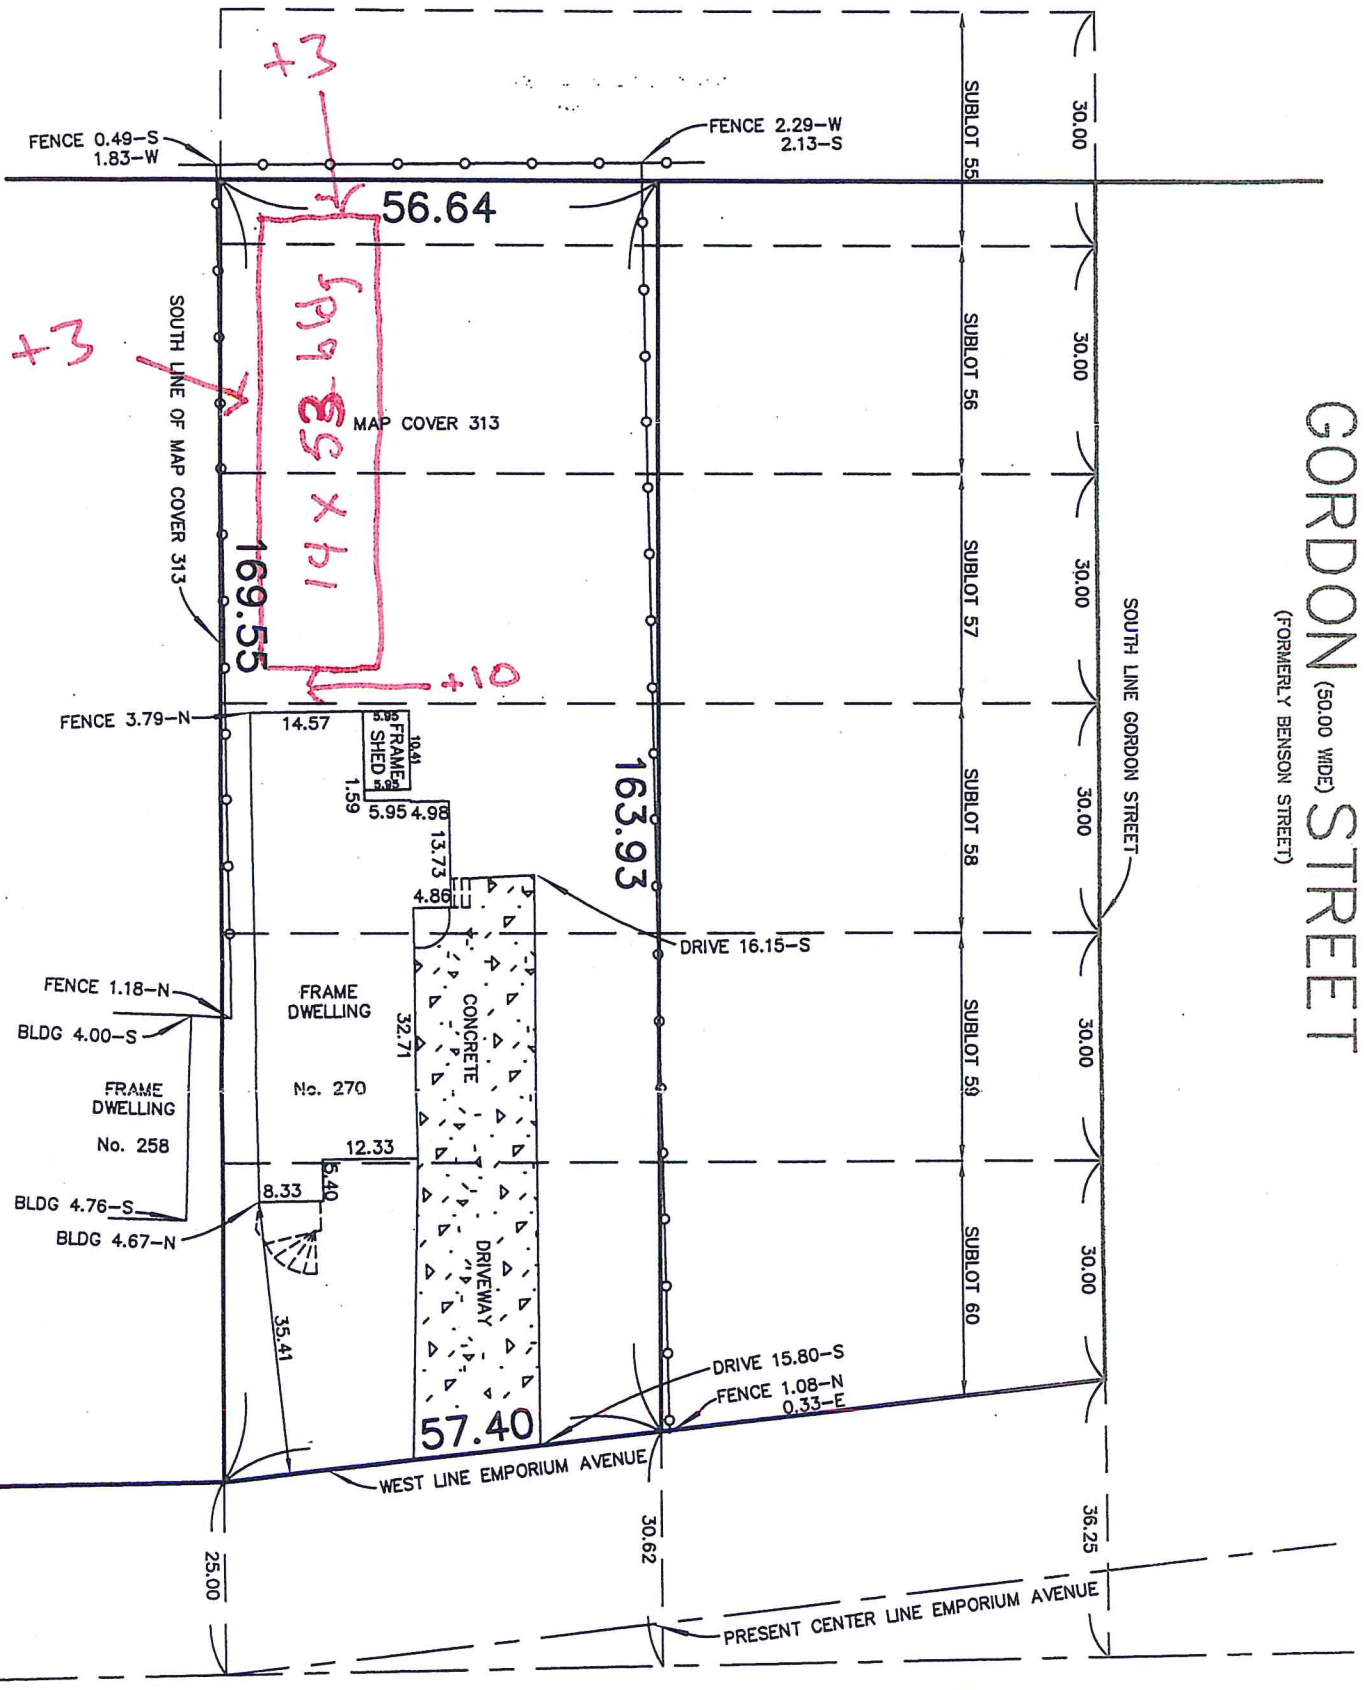 GORDON (50.00 WIDE) STREET
(FORMERLY BENSON STREET)
SOUTH LINE GORDON STREET
30.00
30.00
30.00
30.00
30.00
30.00
SUBLOT 55
SUBLOT 56
SUBLOT 57
SUBLOT 58
SUBLOT 59
SUBLOT 60
+3
FENCE 0.49-S
1.83-W
FENCE 2.29-W
2.13-S
56.64
+3
14 x 53 bldg
MAP COVER 313
SOUTH LINE OF MAP COVER 313
169.55
+10
FENCE 3.79-N
14.57
5.95
10.41
FRAME
SHED
5.95
1.59
5.95
4.98
13.73
4.86
163.93
DRIVE 16.15-S
FENCE 1.18-N
BLDG 4.00-S
FRAME
DWELLING
No. 258
BLDG 4.76-S
BLDG 4.67-N
FRAME
DWELLING
No. 270
32.71
CONCRETE
DRIVEWAY
12.33
5.40
8.33
35.41
DRIVE 15.80-S
FENCE 1.08-N
0.33-E
57.40
WEST LINE EMPORIUM AVENUE
25.00
30.62
36.25
PRESENT CENTER LINE EMPORIUM AVENUE